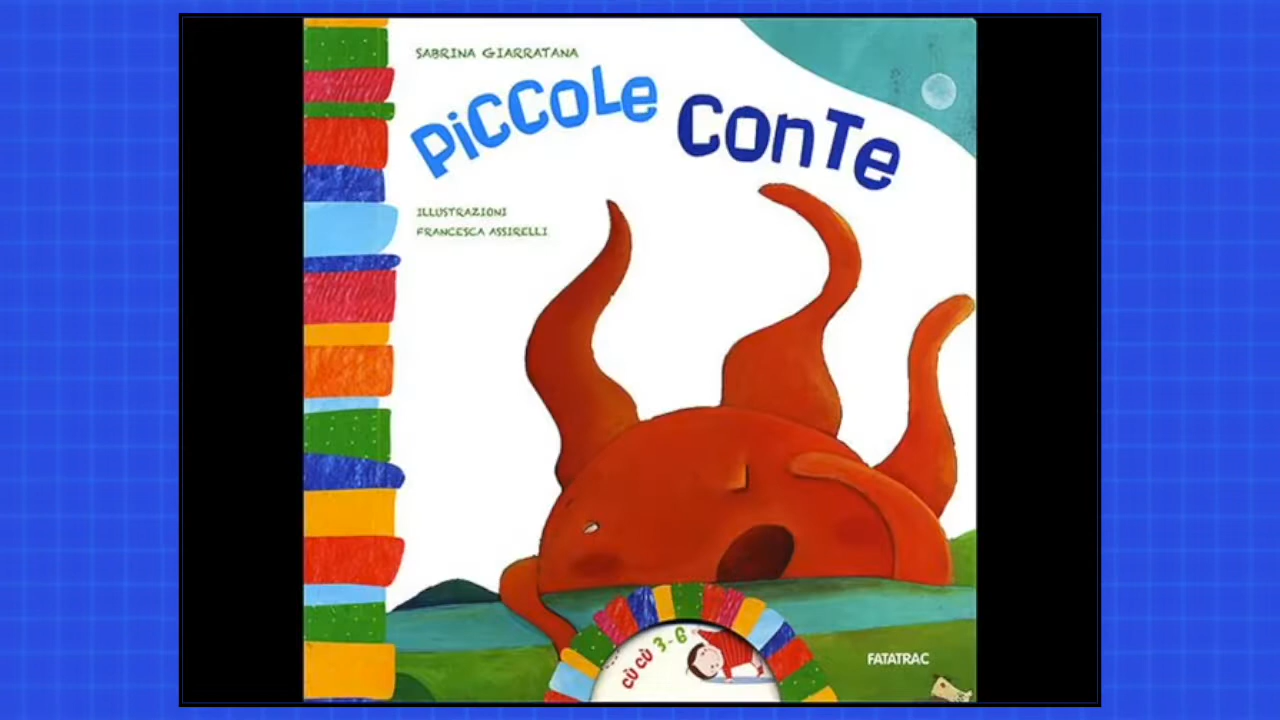 SABRINA GIARRATANA
PiCCOLe conTe
ILLUSTRAZIONI
FRANCESCA ASSIRELLI
CÙ CÙ 3-6
FATATRAC